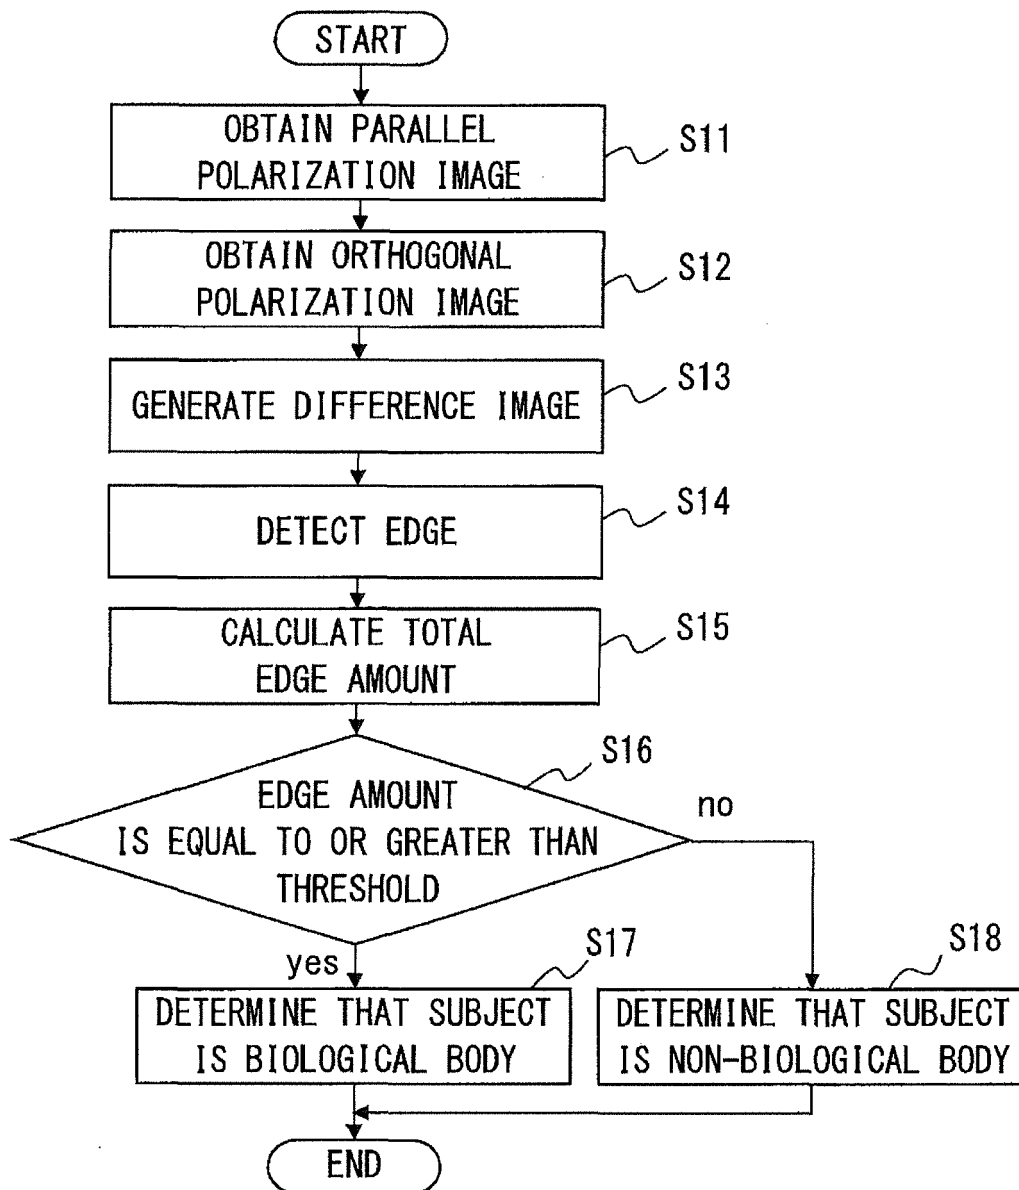 START
OBTAIN PARALLEL
POLARIZATION IMAGE
S11
OBTAIN ORTHOGONAL
POLARIZATION IMAGE
S12
GENERATE DIFFERENCE IMAGE
S13
DETECT EDGE
S14
CALCULATE TOTAL
EDGE AMOUNT
S15
EDGE AMOUNT
IS EQUAL TO OR GREATER THAN
THRESHOLD
S16
no
yes
S17
DETERMINE THAT SUBJECT
IS BIOLOGICAL BODY
S18
DETERMINE THAT SUBJECT
IS NON-BIOLOGICAL BODY
END